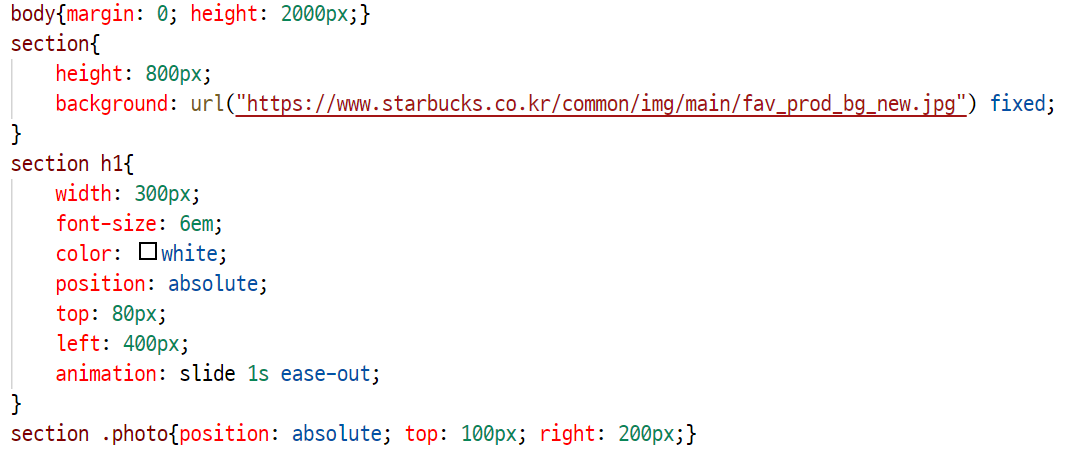 body{margin: 0; height: 2000px;}
section{
    height: 800px;
    background: url("https://www.starbucks.co.kr/common/img/main/fav_prod_bg_new.jpg") fixed;
}
section h1{
    width: 300px;
    font-size: 6em;
    color: white;
    position: absolute;
    top: 80px;
    left: 400px;
    animation: slide 1s ease-out;
}
section .photo{position: absolute; top: 100px; right: 200px;}